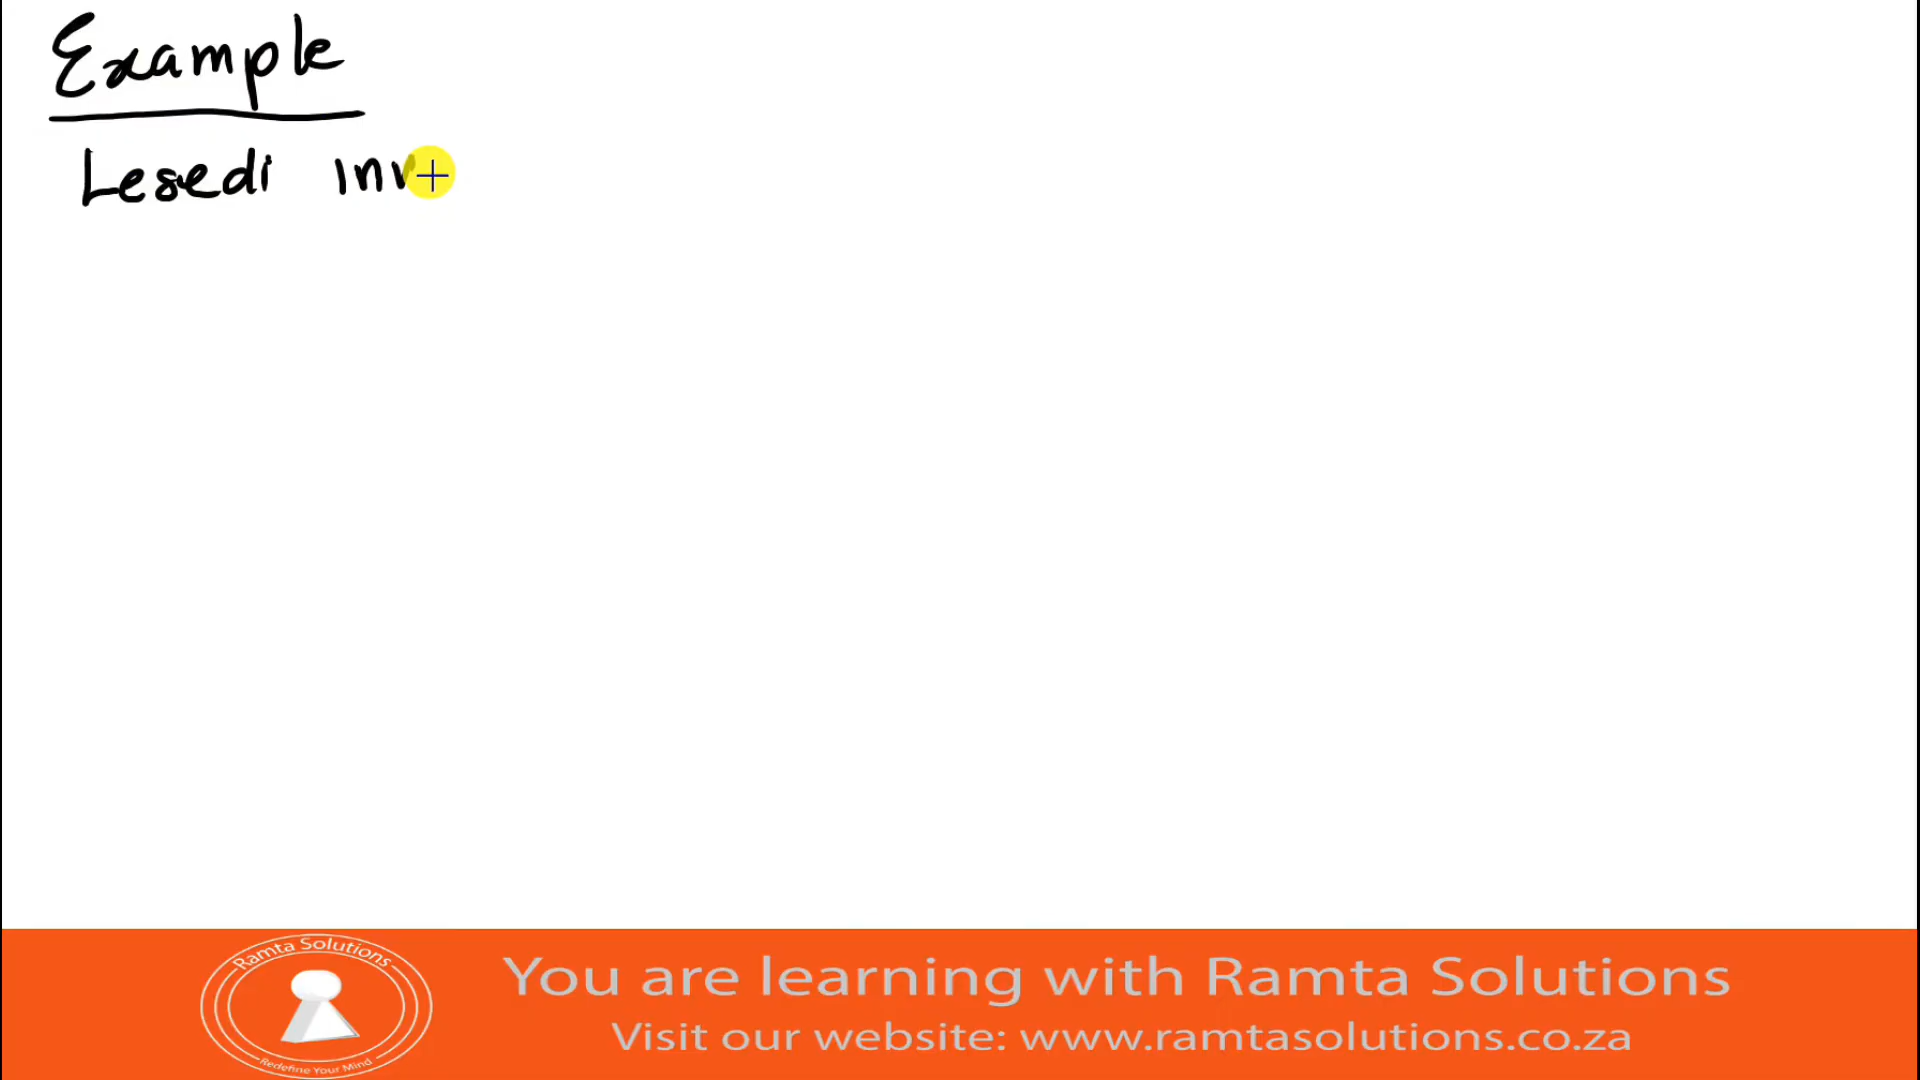 Example
Lesedi inv
Ramta Solutions
Redefine Your Mind
You are learning with Ramta Solutions
Visit our website: www.ramtasolutions.co.za